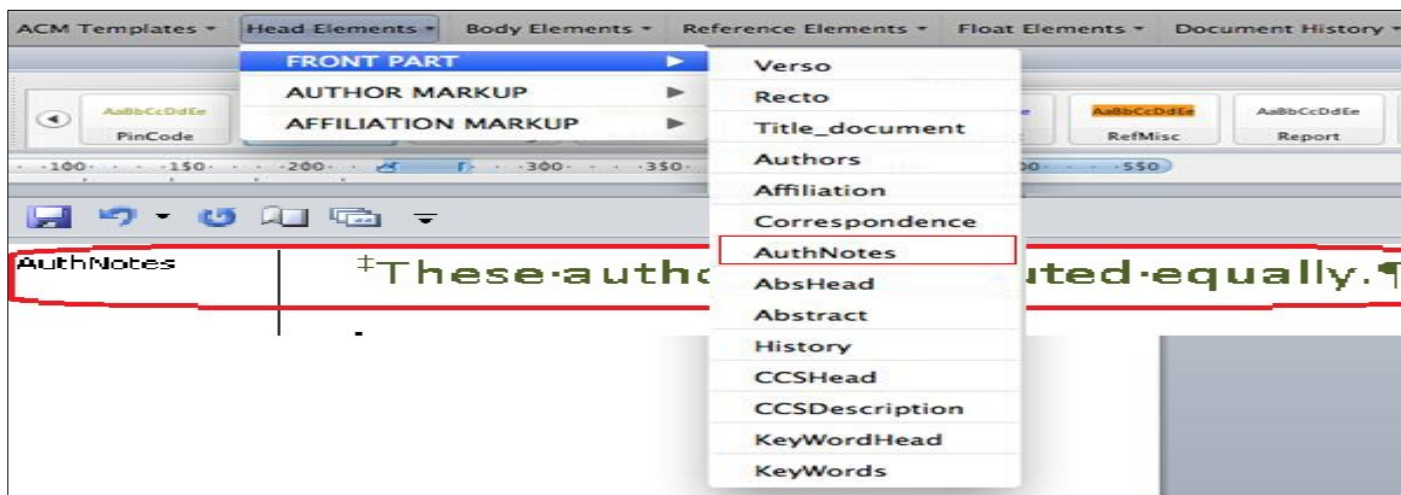 ACM Templates Head Elements Body Elements Reference Elements Float Elements Document History
FRONT PART
AUTHOR MARKUP
AFFILIATION MARKUP
Verso
Recto
Title_document
Authors
Affiliation
Correspondence
AuthNotes
AbsHead
Abstract
History
CCSHead
CCSDescription
KeyWordHead
KeyWords
AaBbCcDdEe
PinCode
AaBbCcDdEe
RefMisc
AaBbCcDdEe
Report
100 150 200 300 350 550
AuthNotes
‡These·autho uted·equally.¶